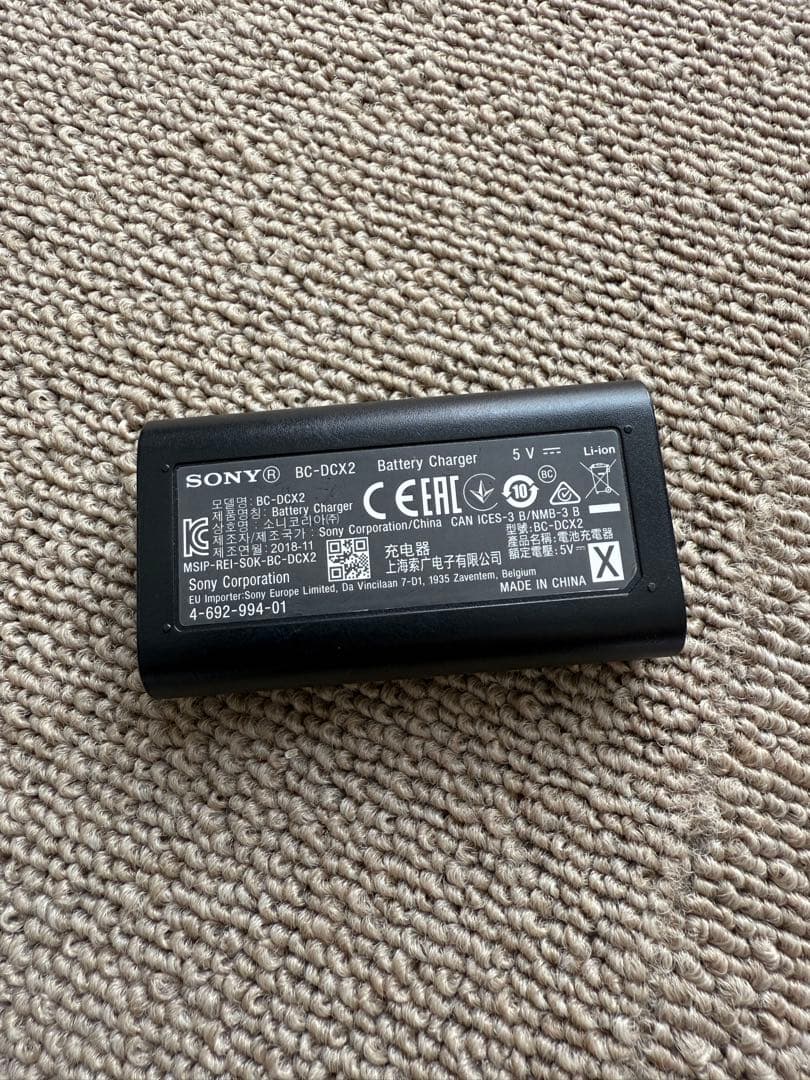 SONY® BC-DCX2 Battery Charger 5 V ⎓ Li-ion
모델명: BC-DCX2
제품명칭: Battery Charger
상호명: 소니코리아㈜
제조자/제조국가: Sony Corporation/China
제조연월: 2018-11
MSIP-REI-SOK-BC-DCX2
CE EAC 10 BC
CAN ICES-3 B/NMB-3 B
充电器
上海索广电子有限公司
型號:BC-DCX2
產品名稱:電池充電器
額定電壓:5V⎓
Sony Corporation
EU Importer:Sony Europe Limited, Da Vincilaan 7-D1, 1935 Zaventem, Belgium
4-692-994-01
MADE IN CHINA
X